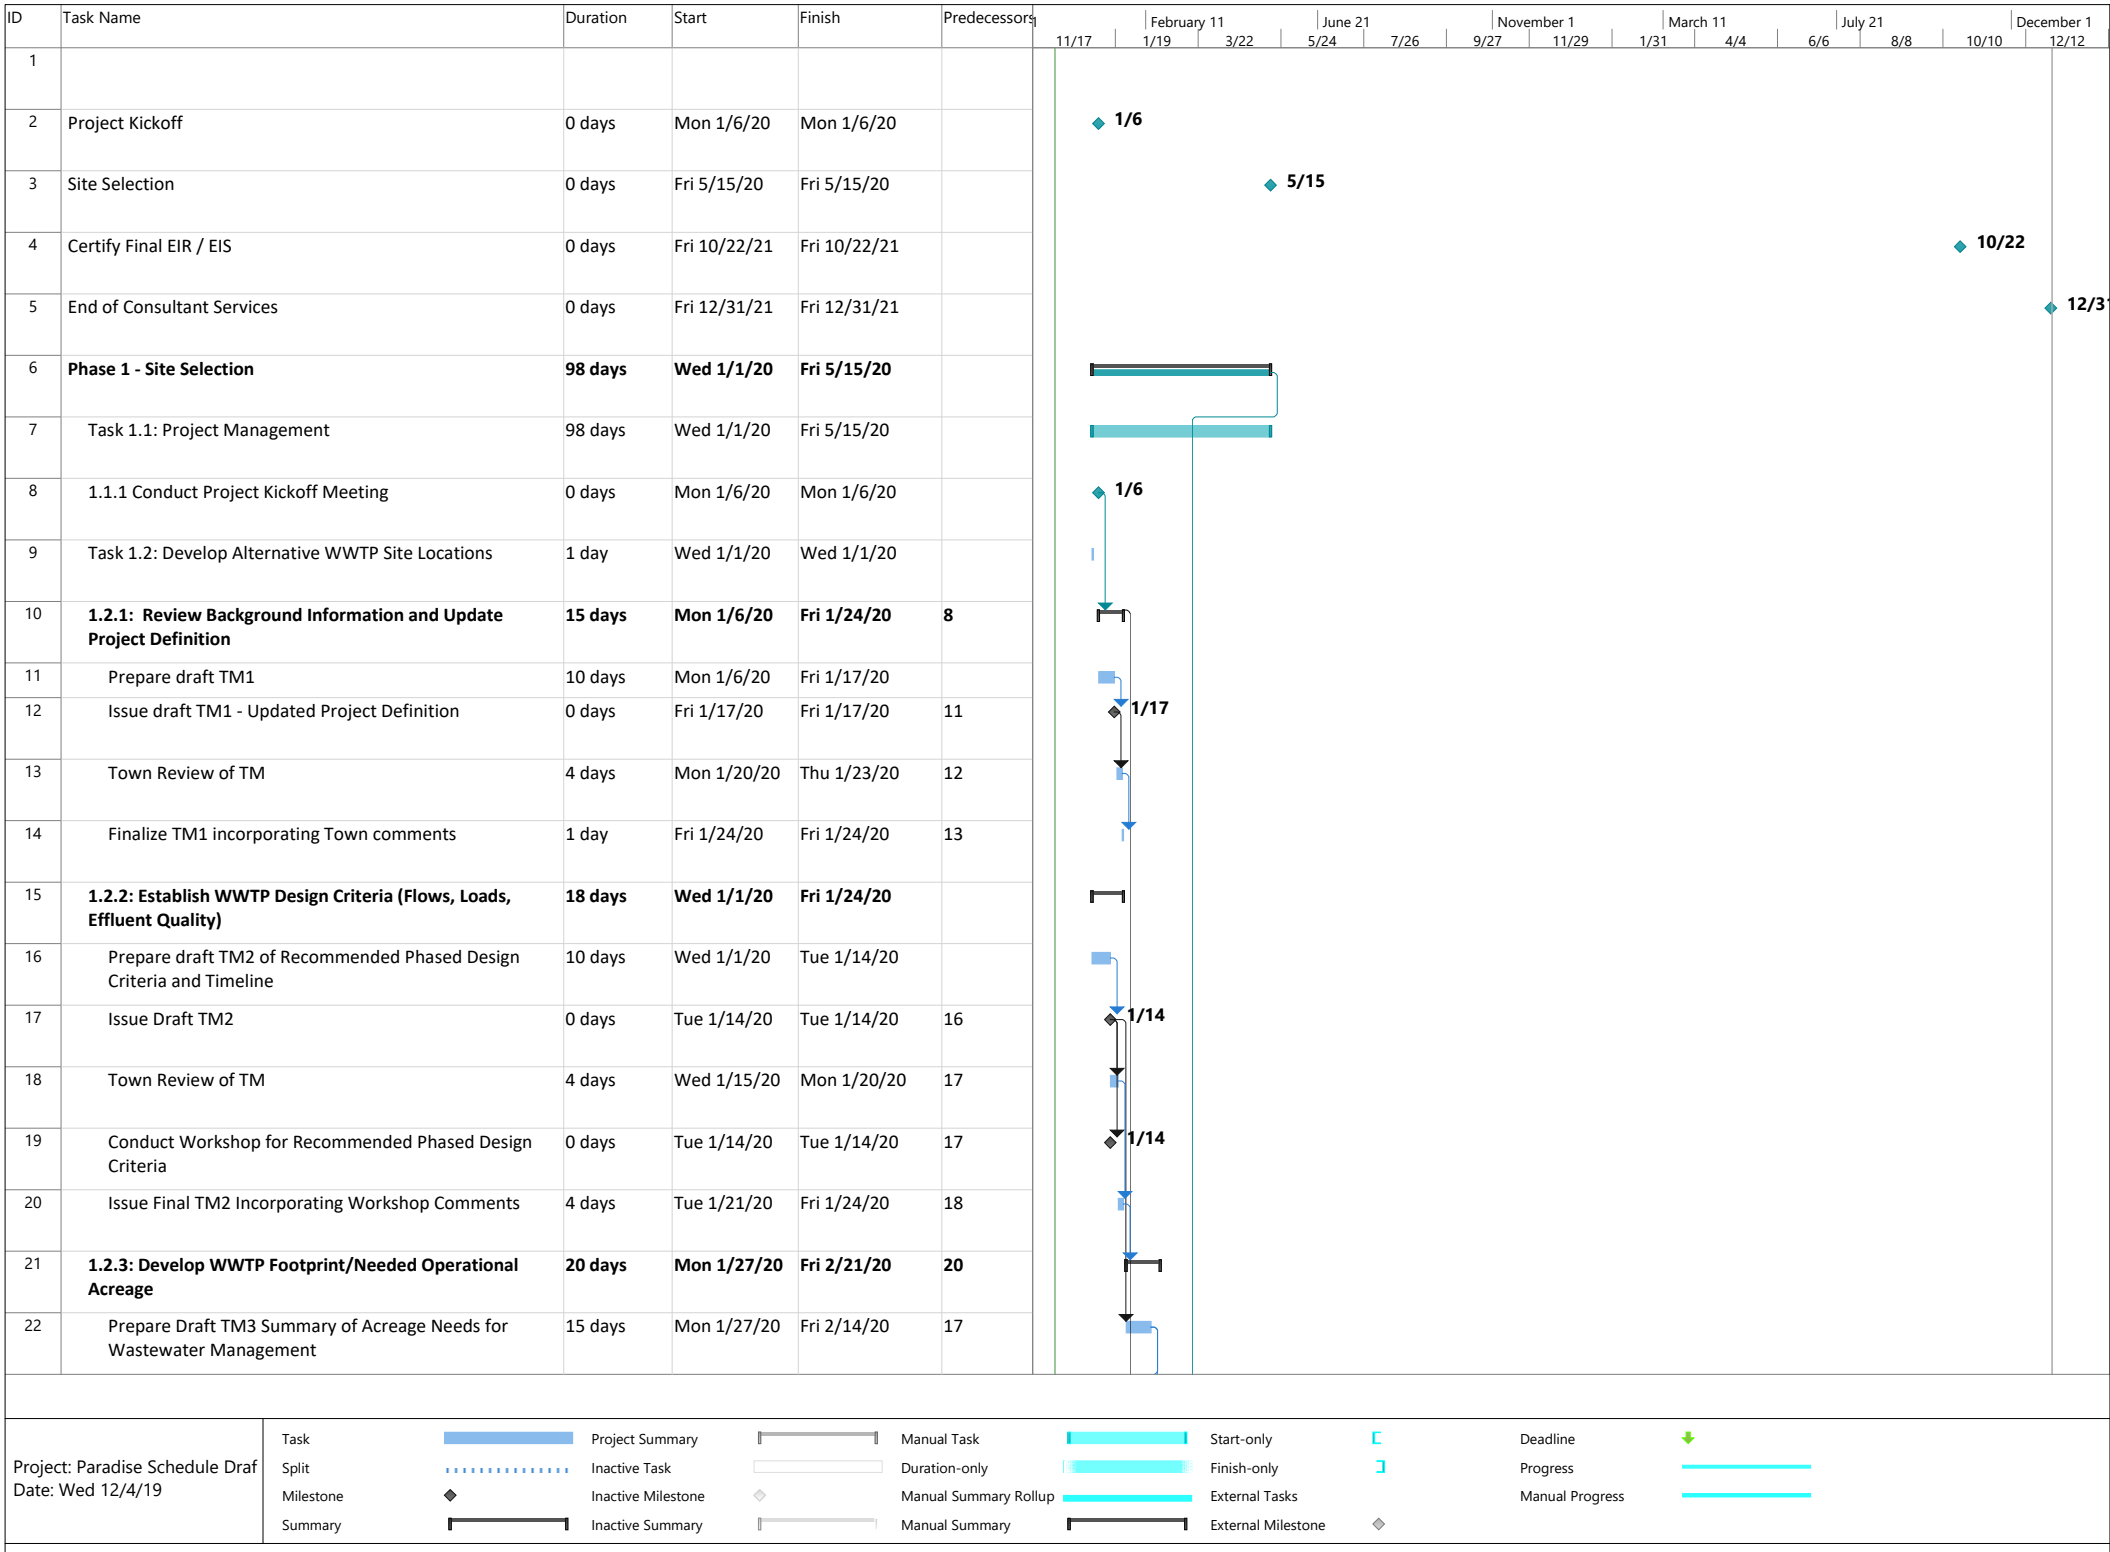 ID Task Name Duration Start Finish Predecessors
February 11 June 21 November 1 March 11 July 21 December 1
11/17 1/19 3/22 5/24 7/26 9/27 11/29 1/31 4/4 6/6 8/8 10/10 12/12
1
2 Project Kickoff 0 days Mon 1/6/20 Mon 1/6/20 1/6
3 Site Selection 0 days Fri 5/15/20 Fri 5/15/20 5/15
4 Certify Final EIR / EIS 0 days Fri 10/22/21 Fri 10/22/21 10/22
5 End of Consultant Services 0 days Fri 12/31/21 Fri 12/31/21 12/31
6 Phase 1 - Site Selection 98 days Wed 1/1/20 Fri 5/15/20
7 Task 1.1: Project Management 98 days Wed 1/1/20 Fri 5/15/20
8 1.1.1 Conduct Project Kickoff Meeting 0 days Mon 1/6/20 Mon 1/6/20 1/6
9 Task 1.2: Develop Alternative WWTP Site Locations 1 day Wed 1/1/20 Wed 1/1/20
10 1.2.1: Review Background Information and Update 15 days Mon 1/6/20 Fri 1/24/20 8
Project Definition
11 Prepare draft TM1 10 days Mon 1/6/20 Fri 1/17/20
12 Issue draft TM1 - Updated Project Definition 0 days Fri 1/17/20 Fri 1/17/20 11 1/17
13 Town Review of TM 4 days Mon 1/20/20 Thu 1/23/20 12
14 Finalize TM1 incorporating Town comments 1 day Fri 1/24/20 Fri 1/24/20 13
15 1.2.2: Establish WWTP Design Criteria (Flows, Loads, 18 days Wed 1/1/20 Fri 1/24/20
Effluent Quality)
16 Prepare draft TM2 of Recommended Phased Design 10 days Wed 1/1/20 Tue 1/14/20
Criteria and Timeline
17 Issue Draft TM2 0 days Tue 1/14/20 Tue 1/14/20 16 1/14
18 Town Review of TM 4 days Wed 1/15/20 Mon 1/20/20 17
19 Conduct Workshop for Recommended Phased Design 0 days Tue 1/14/20 Tue 1/14/20 17 1/14
Criteria
20 Issue Final TM2 Incorporating Workshop Comments 4 days Tue 1/21/20 Fri 1/24/20 18
21 1.2.3: Develop WWTP Footprint/Needed Operational 20 days Mon 1/27/20 Fri 2/21/20 20
Acreage
22 Prepare Draft TM3 Summary of Acreage Needs for 15 days Mon 1/27/20 Fri 2/14/20 17
Wastewater Management
Project: Paradise Schedule Draf
Date: Wed 12/4/19
Task Project Summary Manual Task Start-only Deadline
Split Inactive Task Duration-only Finish-only Progress
Milestone Inactive Milestone Manual Summary Rollup External Tasks Manual Progress
Summary Inactive Summary Manual Summary External Milestone